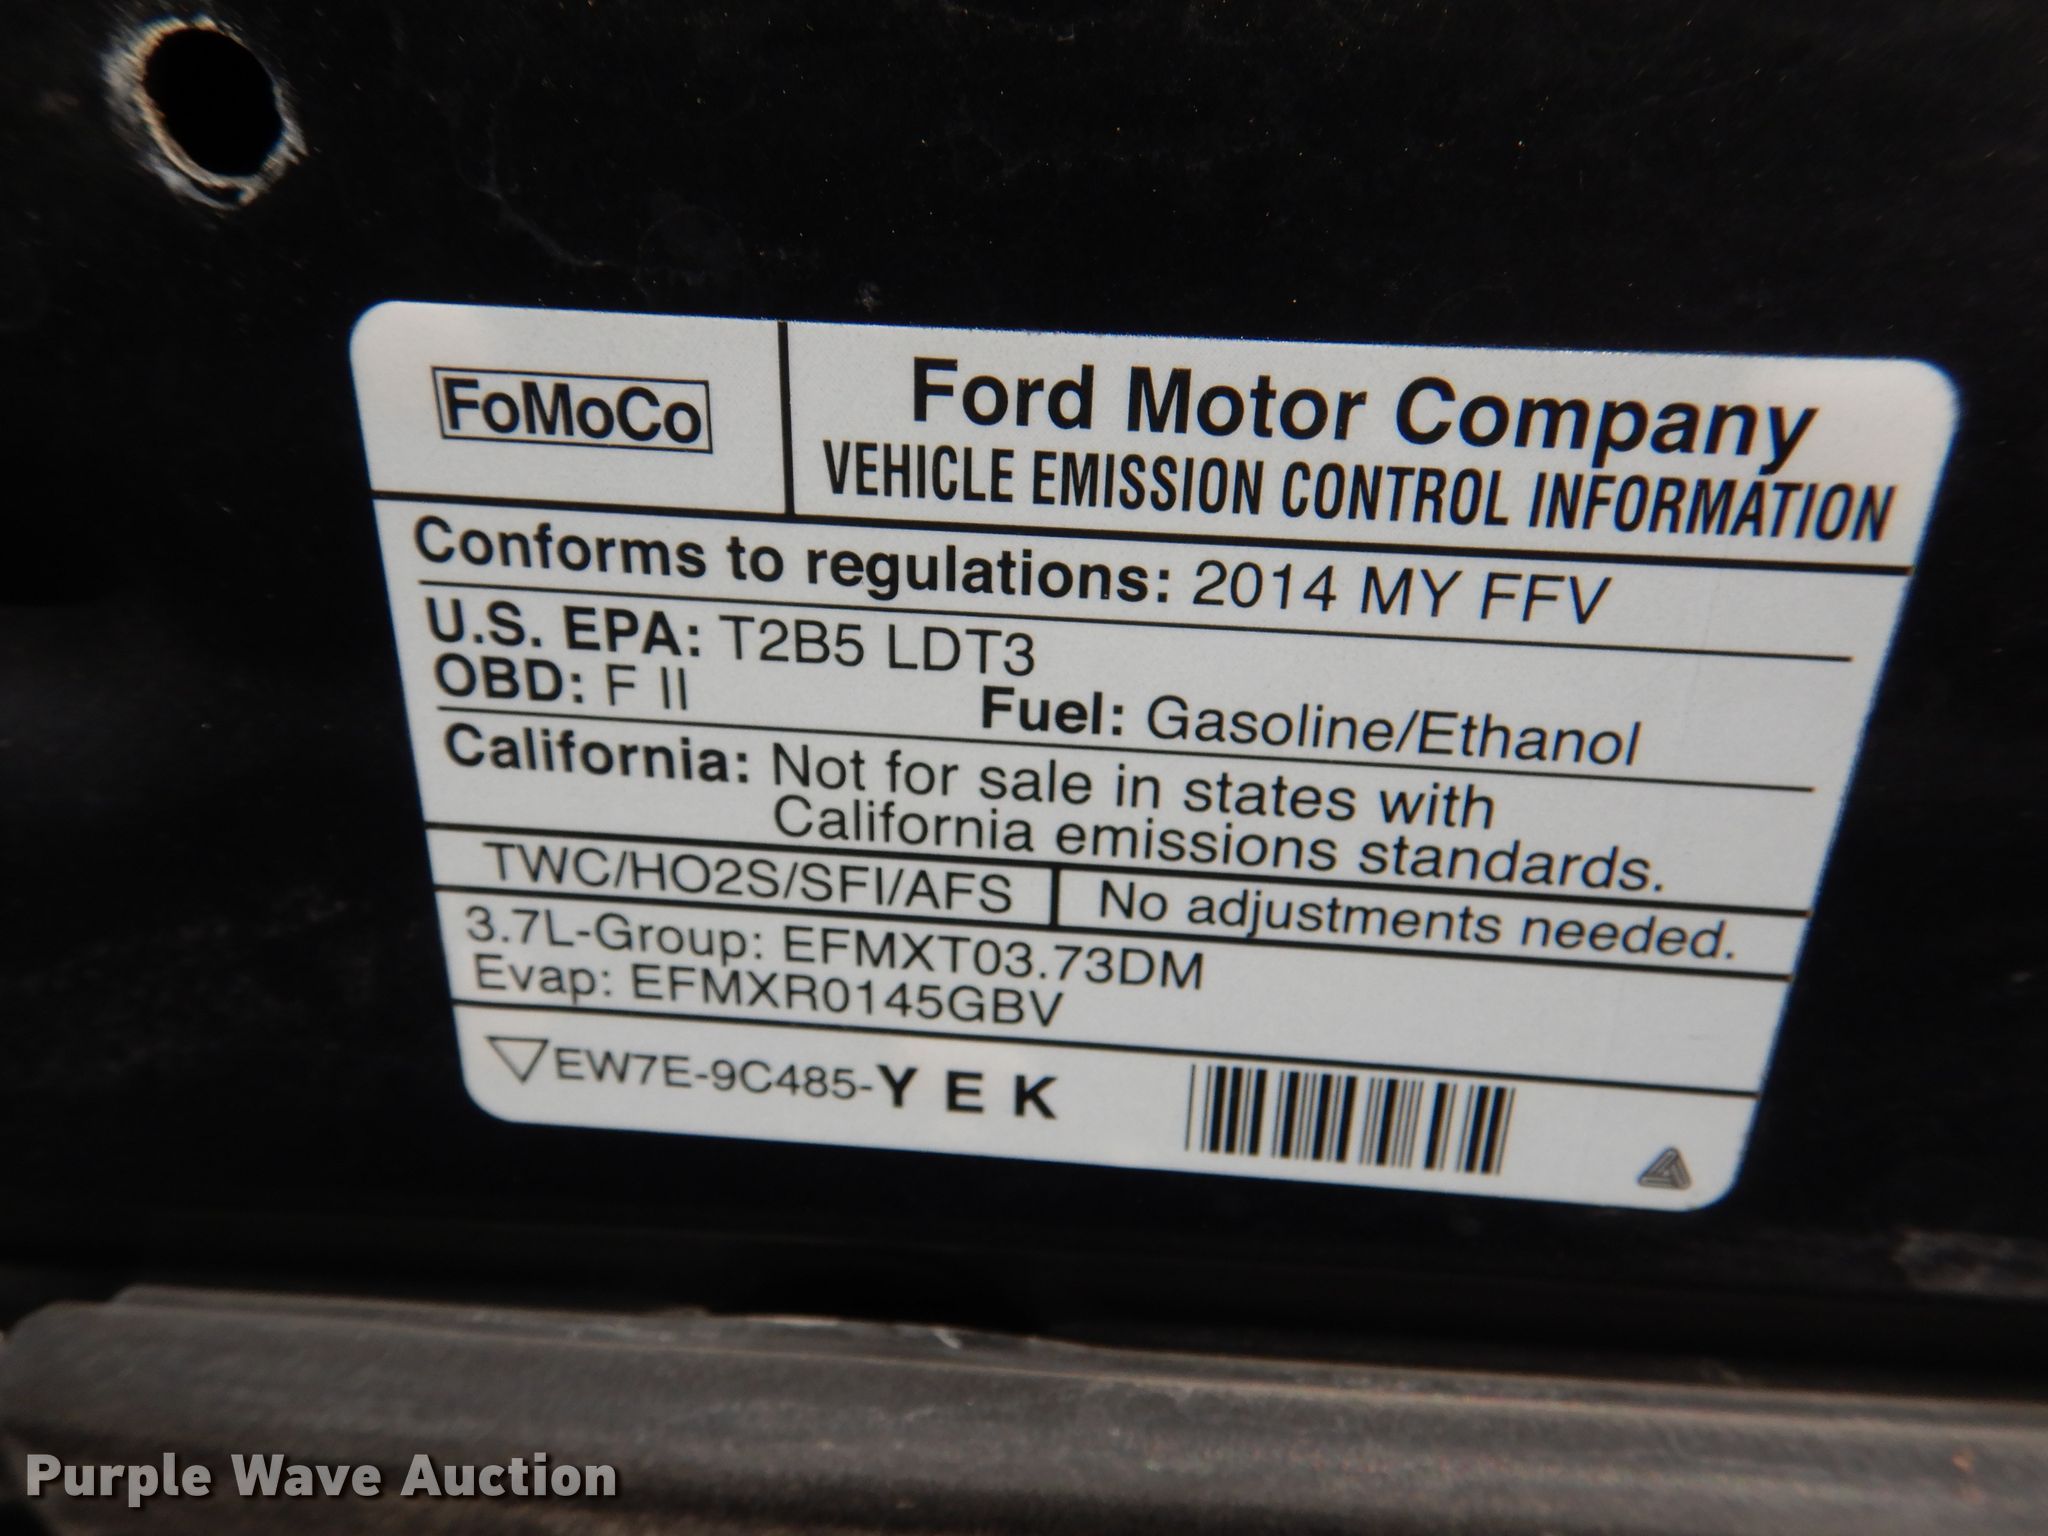 FoMoCo
Ford Motor Company
VEHICLE EMISSION CONTROL INFORMATION
Conforms to regulations: 2014 MY FFV
U.S. EPA: T2B5 LDT3
OBD: F II Fuel: Gasoline/Ethanol
California: Not for sale in states with
California emissions standards.
TWC/HO2S/SFI/AFS No adjustments needed.
3.7L-Group: EFMXT03.73DM
Evap: EFMXR0145GBV
EW7E-9C485-Y E K
Purple Wave Auction